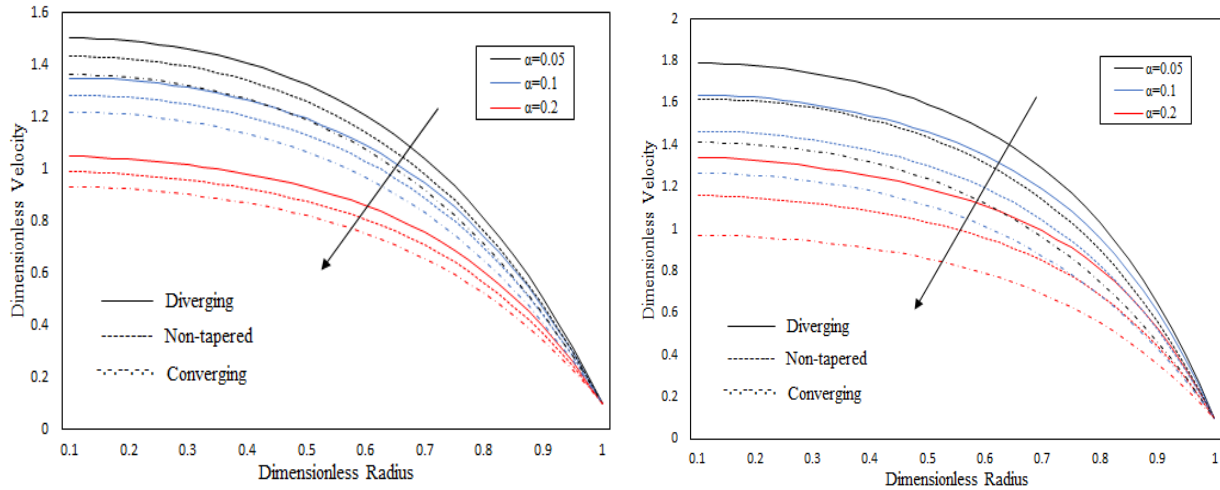 1.6
1.4
1.2
1
0.8
0.6
0.4
0.2
0
Dimensionless Velocity
α=0.05
α=0.1
α=0.2
Diverging
Non-tapered
Converging
0.1 0.2 0.3 0.4 0.5 0.6 0.7 0.8 0.9 1
Dimensionless Radius
2
1.8
1.6
1.4
1.2
1
0.8
0.6
0.4
0.2
0
Dimensionless Velocity
α=0.05
α=0.1
α=0.2
Diverging
Non-tapered
Converging
0.1 0.2 0.3 0.4 0.5 0.6 0.7 0.8 0.9 1
Dimensionless Radius